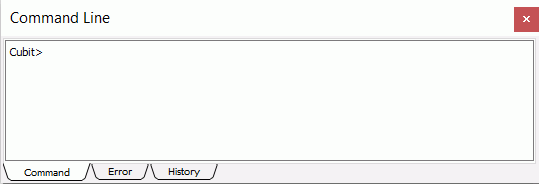 Command Line
Cubit>
Command Error History